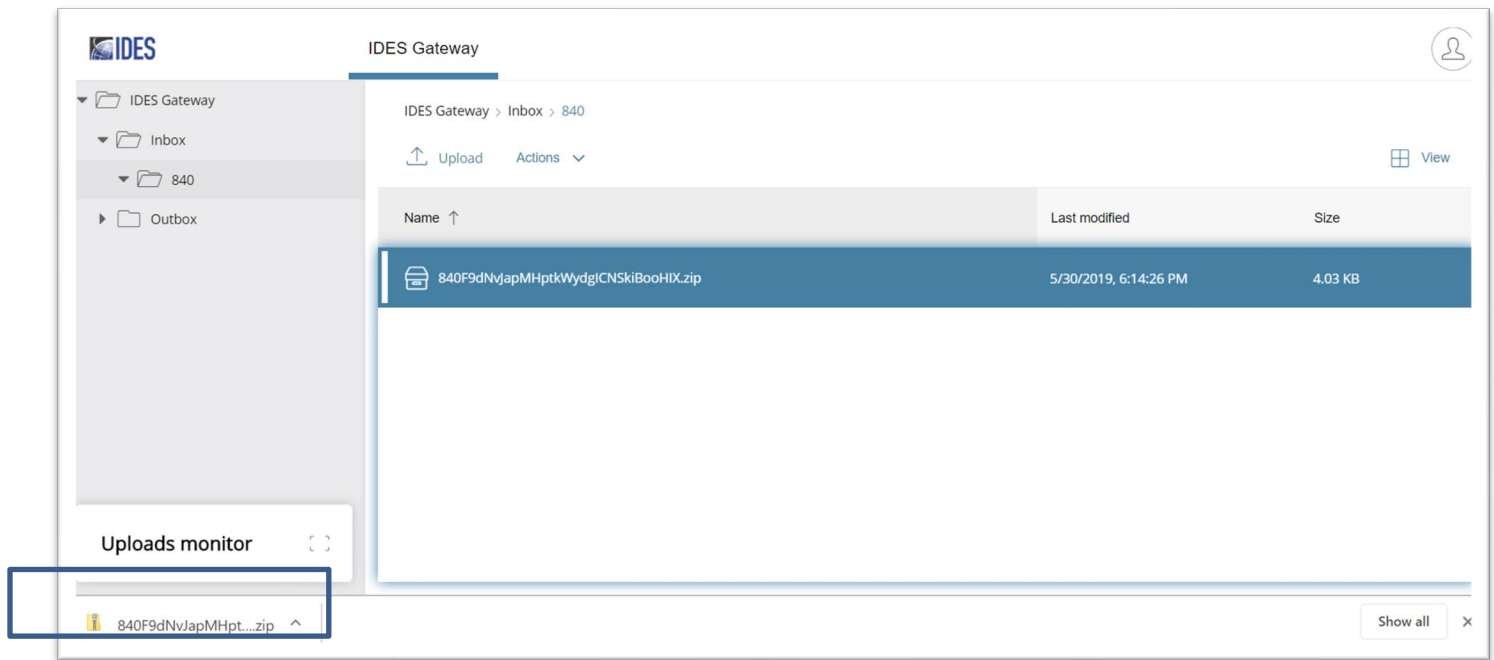 IDES
IDES Gateway
IDES Gateway
Inbox
840
Outbox
IDES Gateway > Inbox > 840
Upload Actions
View
Name ↑ Last modified Size
840F9dNvJapMHptkWydgICNSkiBooHIX.zip 5/30/2019, 6:14:26 PM 4.03 KB
Uploads monitor
840F9dNvJapMHpt....zip
Show all